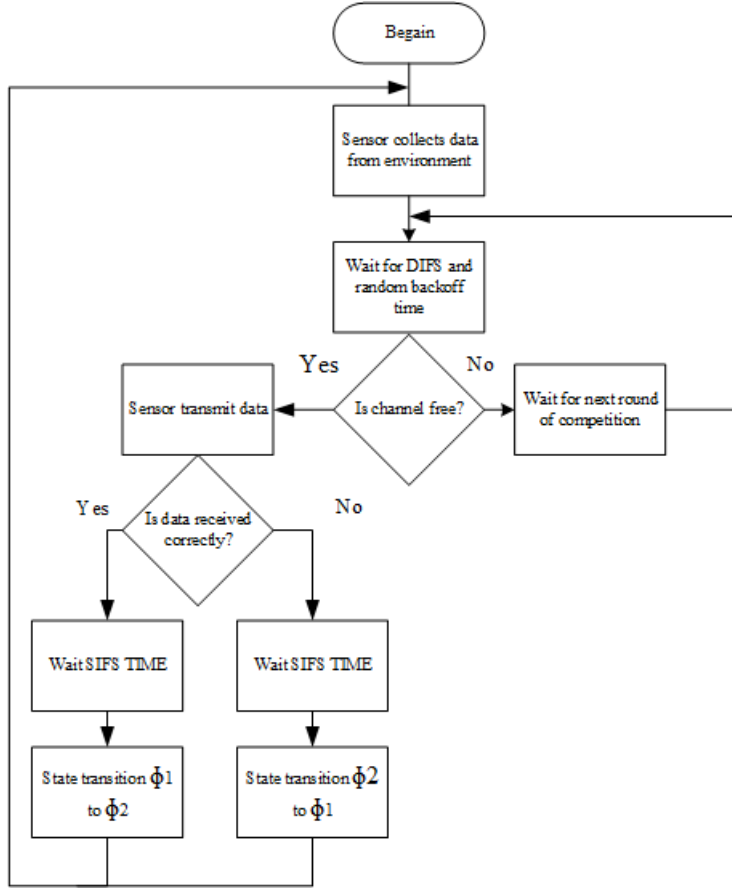 Begain
Sensor collects data
from environment
Wait for DIFS and
random backoff
time
Yes
No
Sensor transmit data
Is channel free?
Wait for next round
of competition
Yes
No
Is data received
correctly?
Wait SIFS TIME
Wait SIFS TIME
State transition ϕ1
to ϕ2
State transition ϕ2
to ϕ1